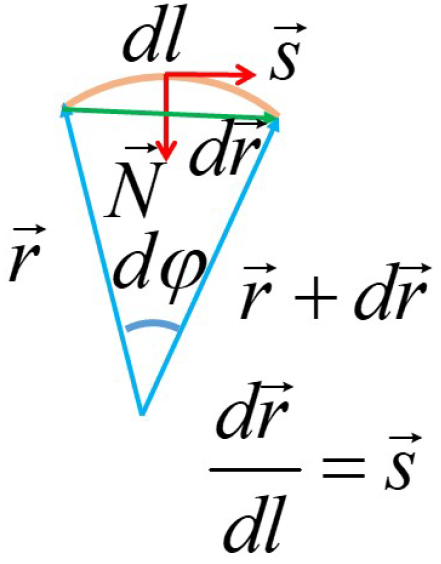 dl
s⃗
dr⃗
N⃗
r⃗
dφ
r⃗ + dr⃗
dr⃗/dl = s⃗